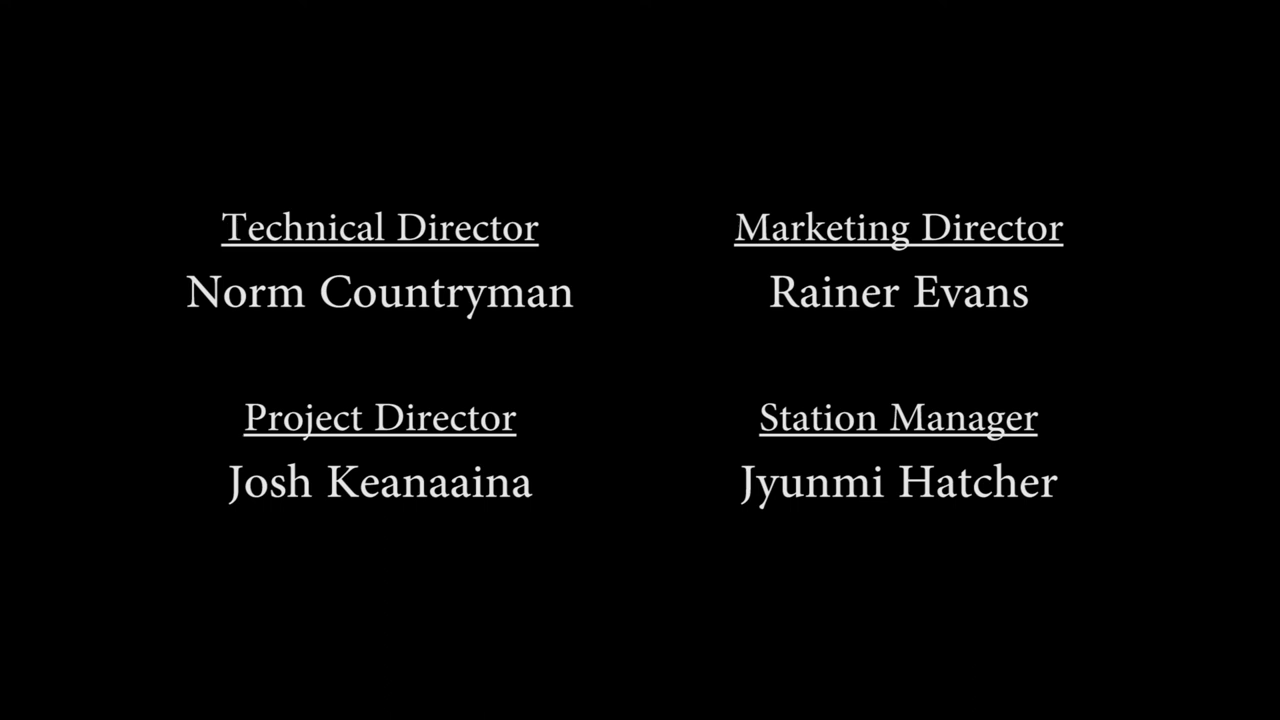 Technical Director
Norm Countryman
Marketing Director
Rainer Evans
Project Director
Josh Keanaaina
Station Manager
Jyunmi Hatcher